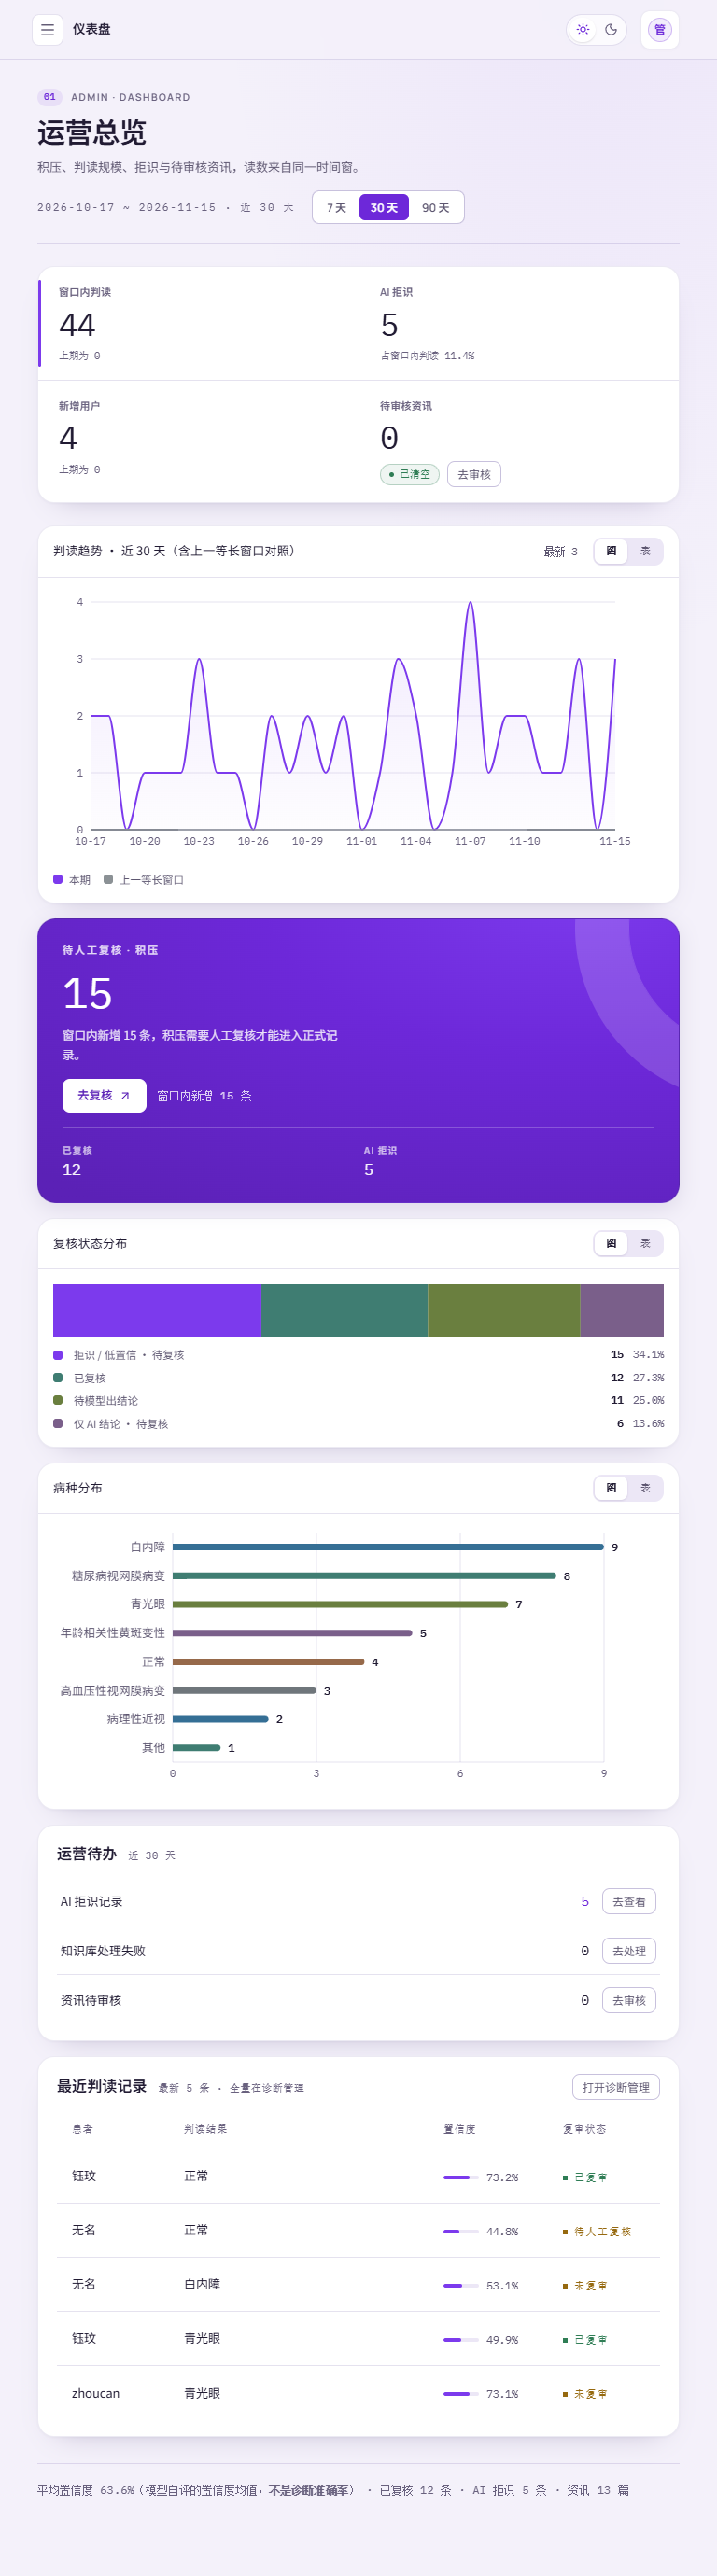 仪表盘
管
01 ADMIN · DASHBOARD
运营总览
积压、判读规模、拒识与待审核资讯，读数来自同一时间窗。
2026-10-17 ~ 2026-11-15 · 近 30 天
7 天 30 天 90 天
窗口内判读
44
上期为 0
AI 拒识
5
占窗口内判读 11.4%
新增用户
4
上期为 0
待审核资讯
0
已清空 去审核
判读趋势 · 近 30 天（含上一等长窗口对照）
最新 3 图 表
4
3
2
1
0
10-17 10-20 10-23 10-26 10-29 11-01 11-04 11-07 11-10 11-15
本期 上一等长窗口
待人工复核 · 积压
15
窗口内新增 15 条，积压需要人工复核才能进入正式记
录。
去复核 窗口内新增 15 条
已复核
12
AI 拒识
5
复核状态分布 图 表
拒识 / 低置信 · 待复核 15 34.1%
已复核 12 27.3%
待模型出结论 11 25.0%
仅 AI 结论 · 待复核 6 13.6%
病种分布 图 表
白内障 9
糖尿病视网膜病变 8
青光眼 7
年龄相关性黄斑变性 5
正常 4
高血压性视网膜病变 3
病理性近视 2
其他 1
0 3 6 9
运营待办 近 30 天
AI 拒识记录 5 去查看
知识库处理失败 0 去处理
资讯待审核 0 去审核
最近判读记录 最新 5 条 · 全量在诊断管理 打开诊断管理
患者 判读结果 置信度 复审状态
钰玟 正常 73.2% 已复审
无名 正常 44.8% 待人工复核
无名 白内障 53.1% 未复审
钰玟 青光眼 49.9% 已复审
zhoucan 青光眼 73.1% 未复审
平均置信度 63.6%（模型自评的置信度均值，不是诊断准确率） · 已复核 12 条 · AI 拒识 5 条 · 资讯 13 篇